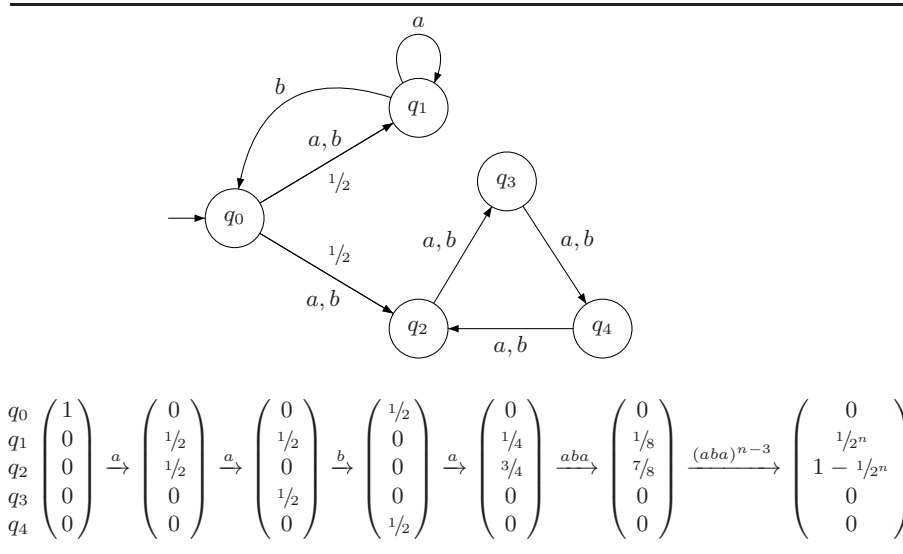 a
b
q₁
a, b
1/2
q₃
q₀
a, b
a, b
1/2
a, b
q₂
q₄
a, b
q₀ (1) (0) (0) (1/2) (0) (0) (0)
q₁ (0) (1/2) (1/2) (0) (1/4) (1/8) (1/2ⁿ)
q₂ (0) —a→ (1/2) —a→ (0) —b→ (0) —a→ (3/4) —aba→ (7/8) —(aba)ⁿ⁻³→ (1 − 1/2ⁿ)
q₃ (0) (0) (1/2) (0) (0) (0) (0)
q₄ (0) (0) (0) (1/2) (0) (0) (0)